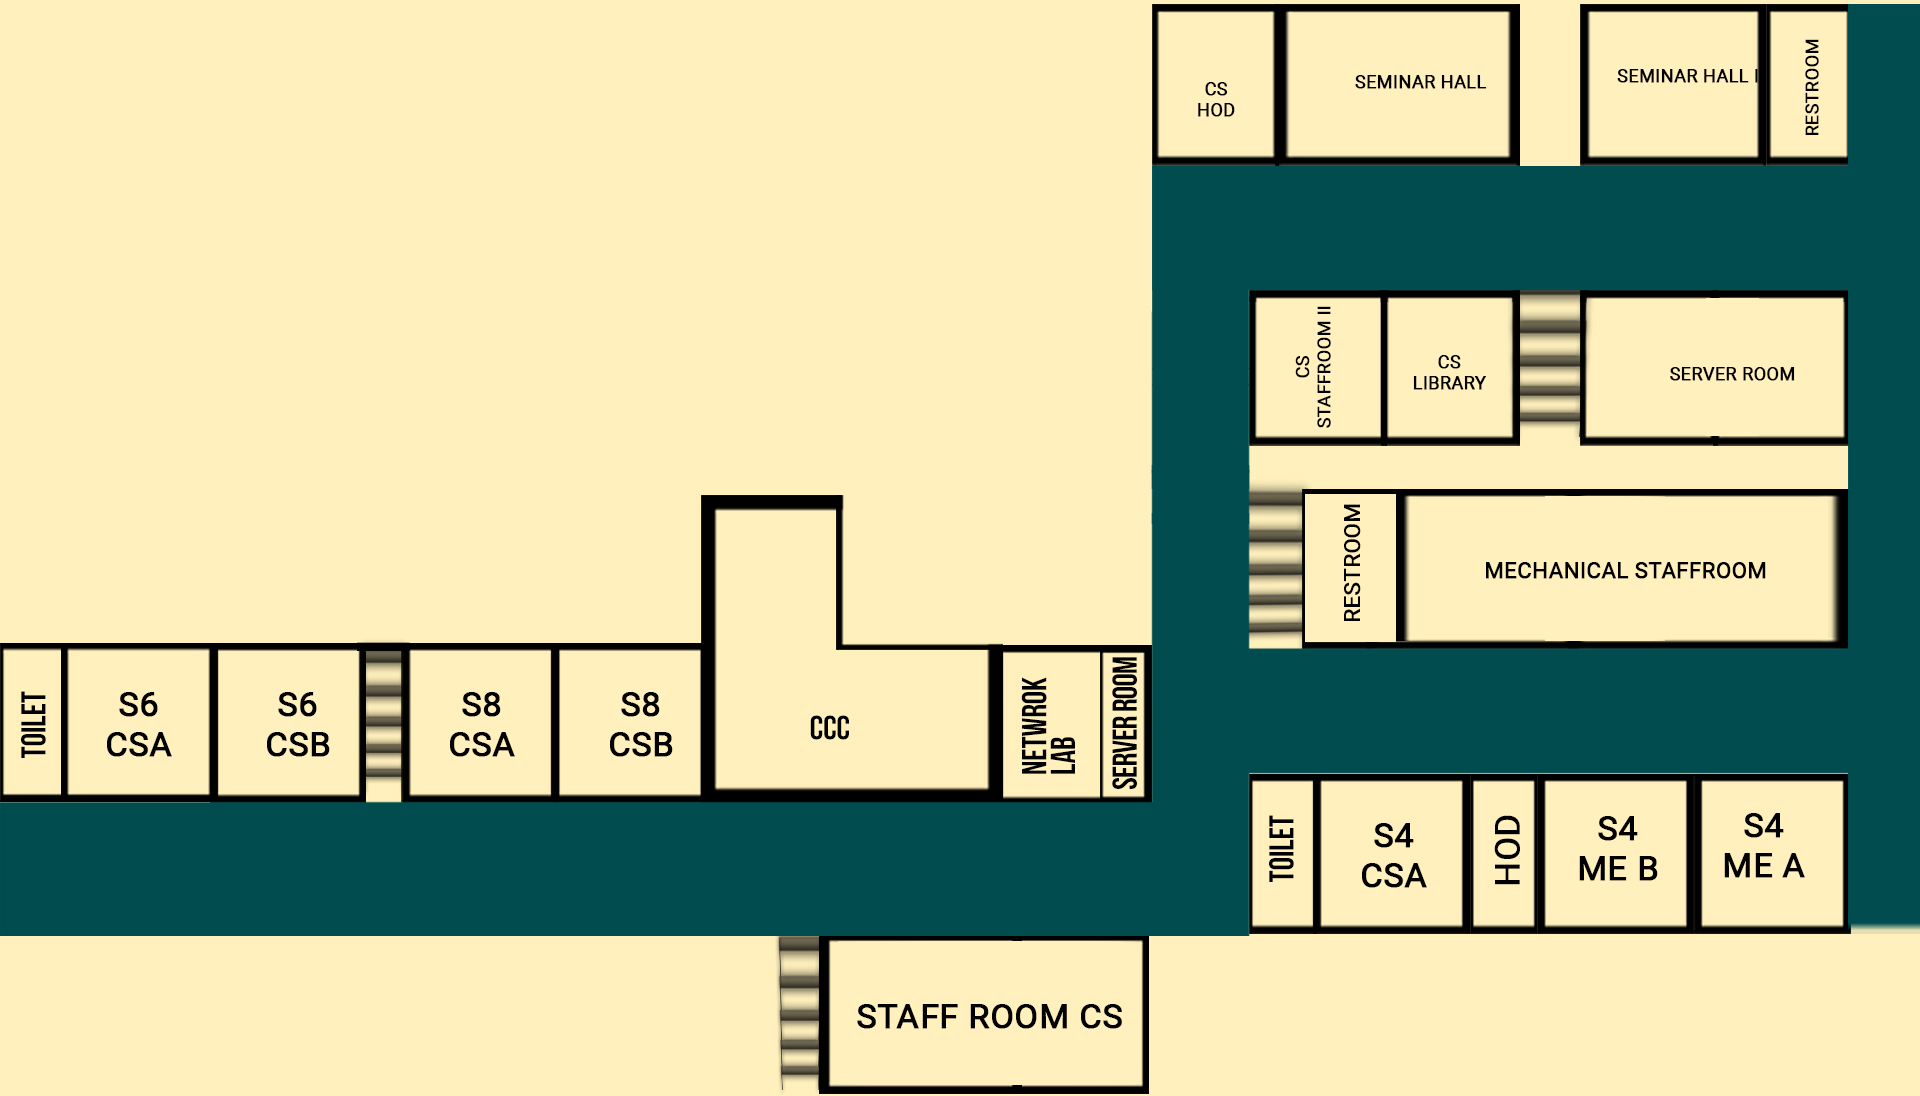 CS
HOD
SEMINAR HALL
SEMINAR HALL I
RESTROOM
CS
STAFFROOM II
CS
LIBRARY
SERVER ROOM
RESTROOM
MECHANICAL STAFFROOM
TOILET
S6
CSA
S6
CSB
S8
CSA
S8
CSB
CCC
NETWROK
LAB
SERVER ROOM
TOILET
S4
CSA
HOD
S4
ME B
S4
ME A
STAFF ROOM CS